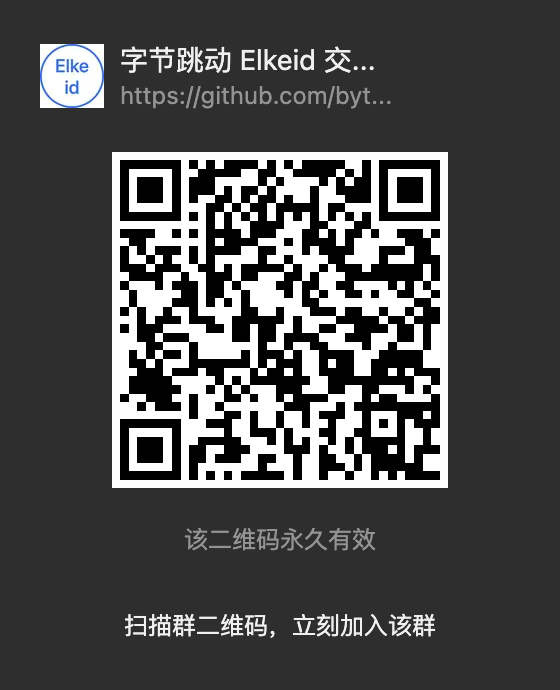 Elke
id
字节跳动 Elkeid 交...
https://github.com/byt...
该二维码永久有效
扫描群二维码，立刻加入该群